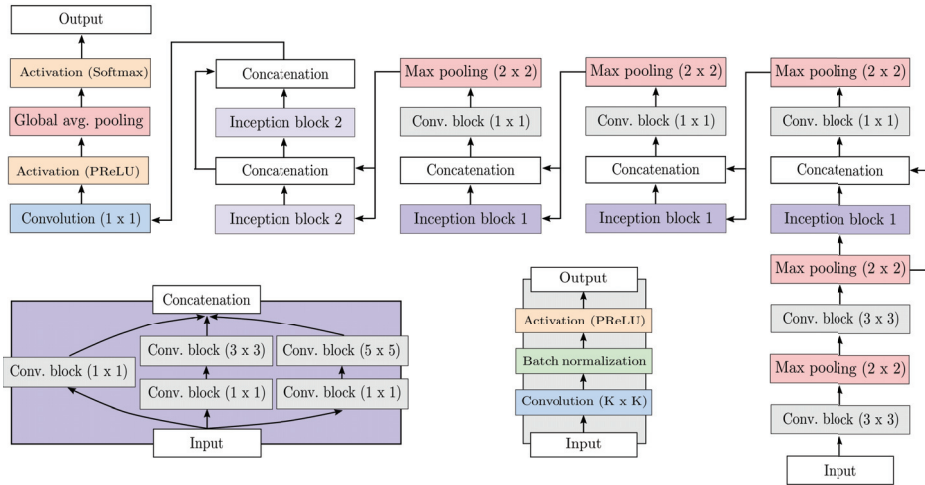 Output
Activation (Softmax)
Global avg. pooling
Activation (PReLU)
Convolution (1 x 1)
Concatenation
Inception block 2
Concatenation
Inception block 2
Max pooling (2 x 2)
Conv. block (1 x 1)
Concatenation
Inception block 1
Max pooling (2 x 2)
Conv. block (1 x 1)
Concatenation
Inception block 1
Max pooling (2 x 2)
Conv. block (1 x 1)
Concatenation
Inception block 1
Max pooling (2 x 2)
Conv. block (3 x 3)
Max pooling (2 x 2)
Conv. block (3 x 3)
Input
Concatenation
Conv. block (3 x 3)
Conv. block (5 x 5)
Conv. block (1 x 1)
Conv. block (1 x 1)
Conv. block (1 x 1)
Input
Output
Activation (PReLU)
Batch normalization
Convolution (K x K)
Input